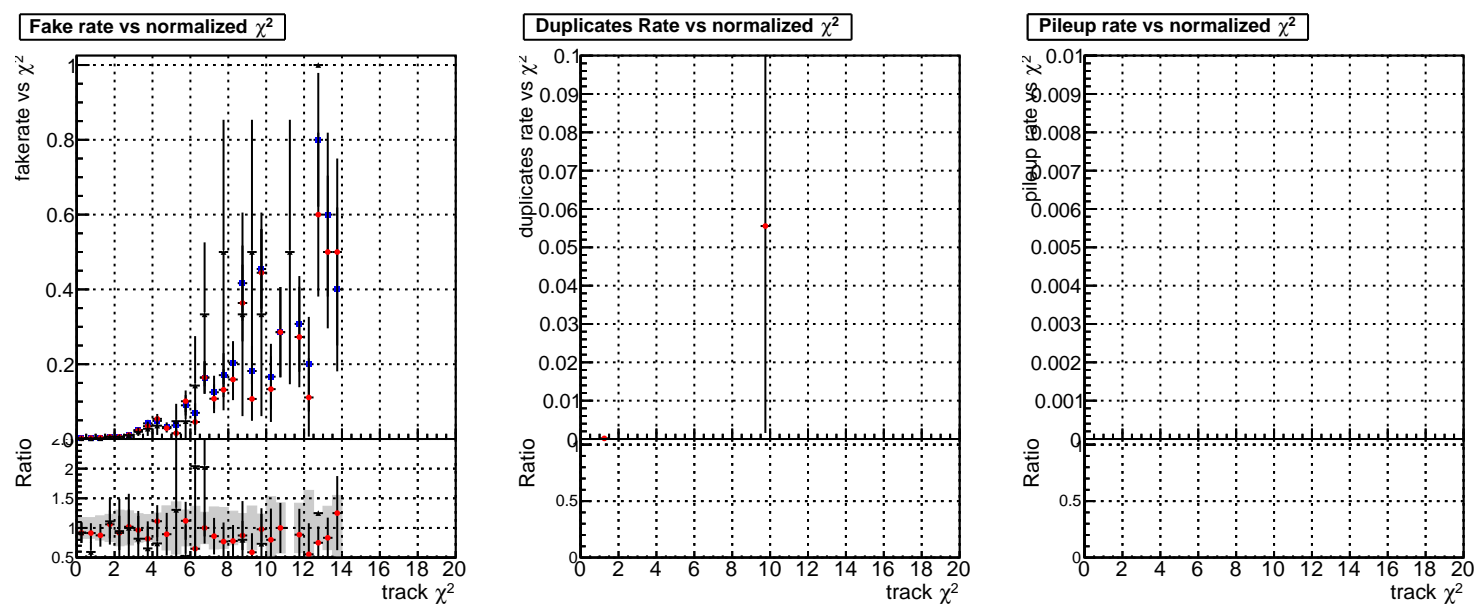 Fake rate vs normalized χ²
fakerate vs χ²
1
0.8
0.6
0.4
0.2
0
Ratio
2
1.5
1
0.5
0 2 4 6 8 10 12 14 16 18 20
track χ²
Duplicates Rate vs normalized χ²
duplicates rate vs χ²
0.1
0.09
0.08
0.07
0.06
0.05
0.04
0.03
0.02
0.01
0
Ratio
1
0.5
0
0 2 4 6 8 10 12 14 16 18 20
track χ²
Pileup rate vs normalized χ²
pileup rate vs χ²
0.01
0.009
0.008
0.007
0.006
0.005
0.004
0.003
0.002
0.001
0
Ratio
1
0.5
0
0 2 4 6 8 10 12 14 16 18 20
track χ²